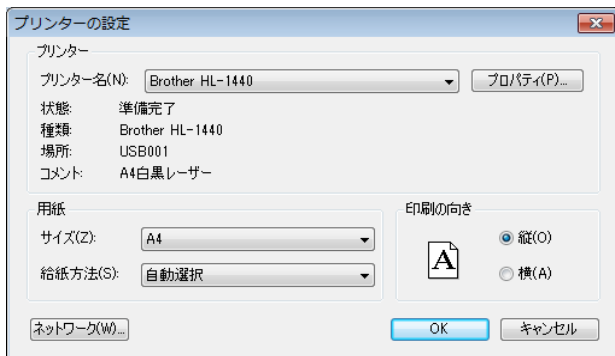 プリンターの設定
プリンター
プリンター名(N): Brother HL-1440 プロパティ(P)...
状態: 準備完了
種類: Brother HL-1440
場所: USB001
コメント: A4白黒レーザー
用紙
サイズ(Z): A4
給紙方法(S): 自動選択
印刷の向き
A
縦(O)
横(A)
ネットワーク(W)...
OK キャンセル